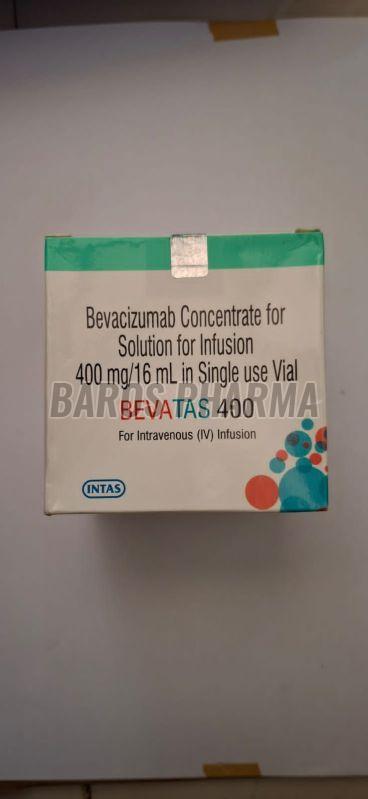 Bevacizumab Concentrate for
Solution for Infusion
400 mg/16 mL in Single use Vial
BAROS PHARMA
BEVATAS 400
For Intravenous (IV) Infusion
INTAS